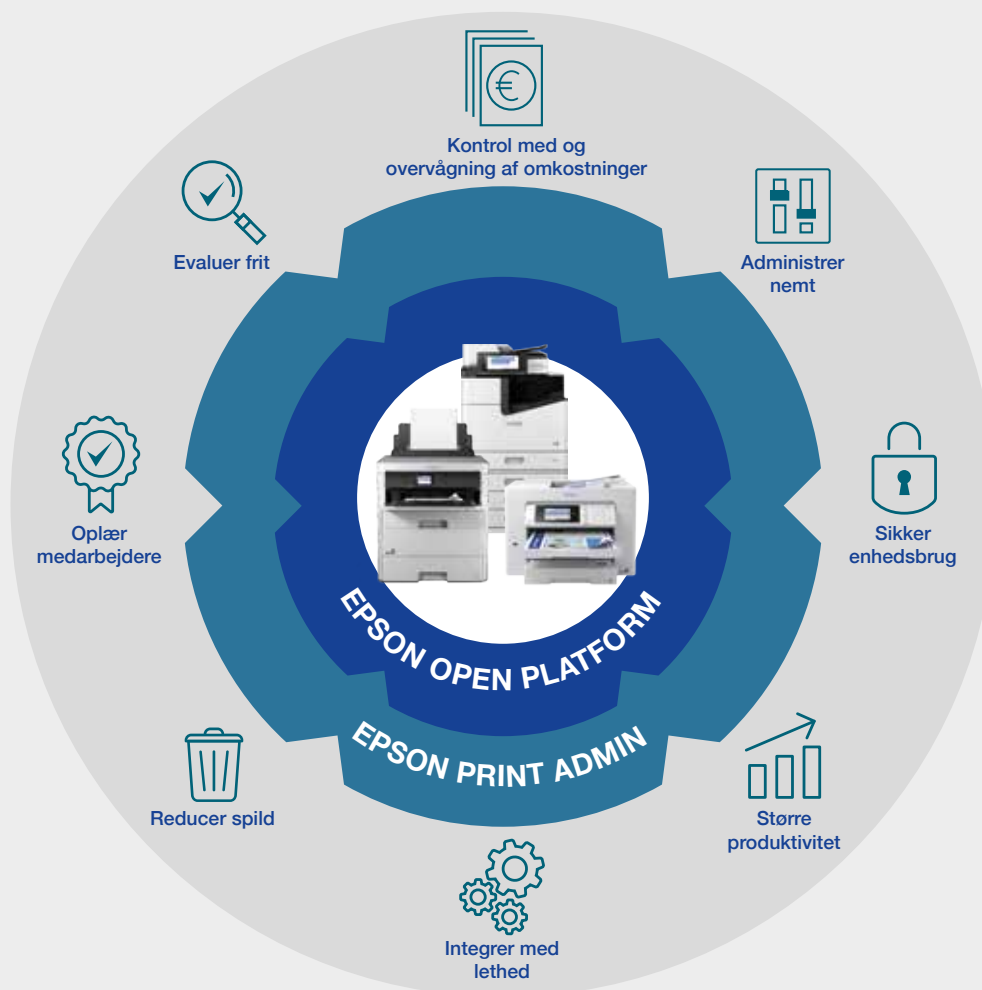 Kontrol med og
overvågning af omkostninger
Evaluer frit
Administrer
nemt
Oplær
medarbejdere
Sikker
enhedsbrug
EPSON OPEN PLATFORM
EPSON PRINT ADMIN
Reducer spild
Større
produktivitet
Integrer med
lethed